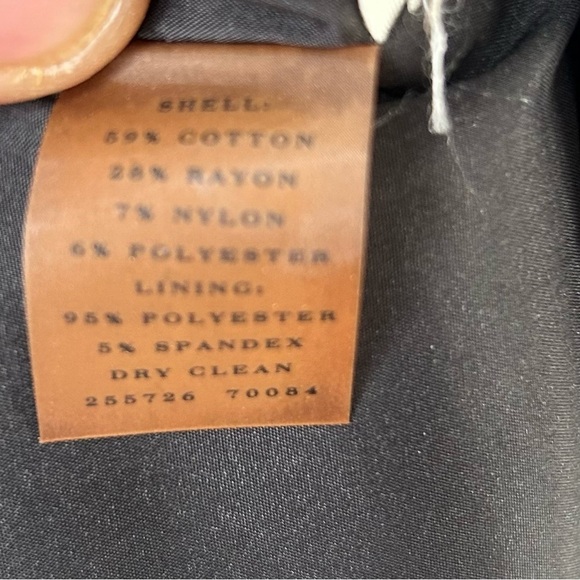 SHELL:
59% COTTON
28% RAYON
7% NYLON
6% POLYESTER
LINING:
95% POLYESTER
5% SPANDEX
DRY CLEAN
255726 70084